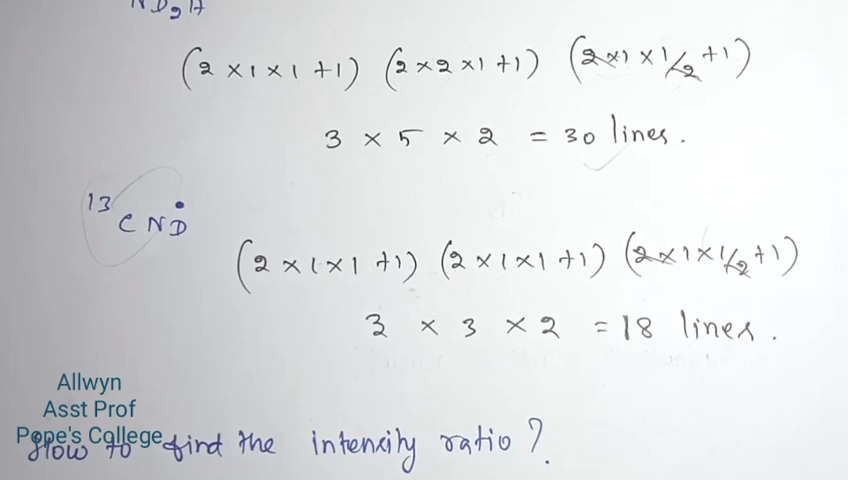 ND₂H
(2 × 1 × 1 + 1) (2 × 2 × 1 + 1) (2 × 1 × 1/2 + 1)
3 × 5 × 2 = 30 lines.
¹³CND•
(2 × 1 × 1 + 1) (2 × 1 × 1 + 1) (2 × 1 × 1/2 + 1)
3 × 3 × 2 = 18 lines.
Allwyn
Asst Prof
Pope's College
How to find the intensity ratio?